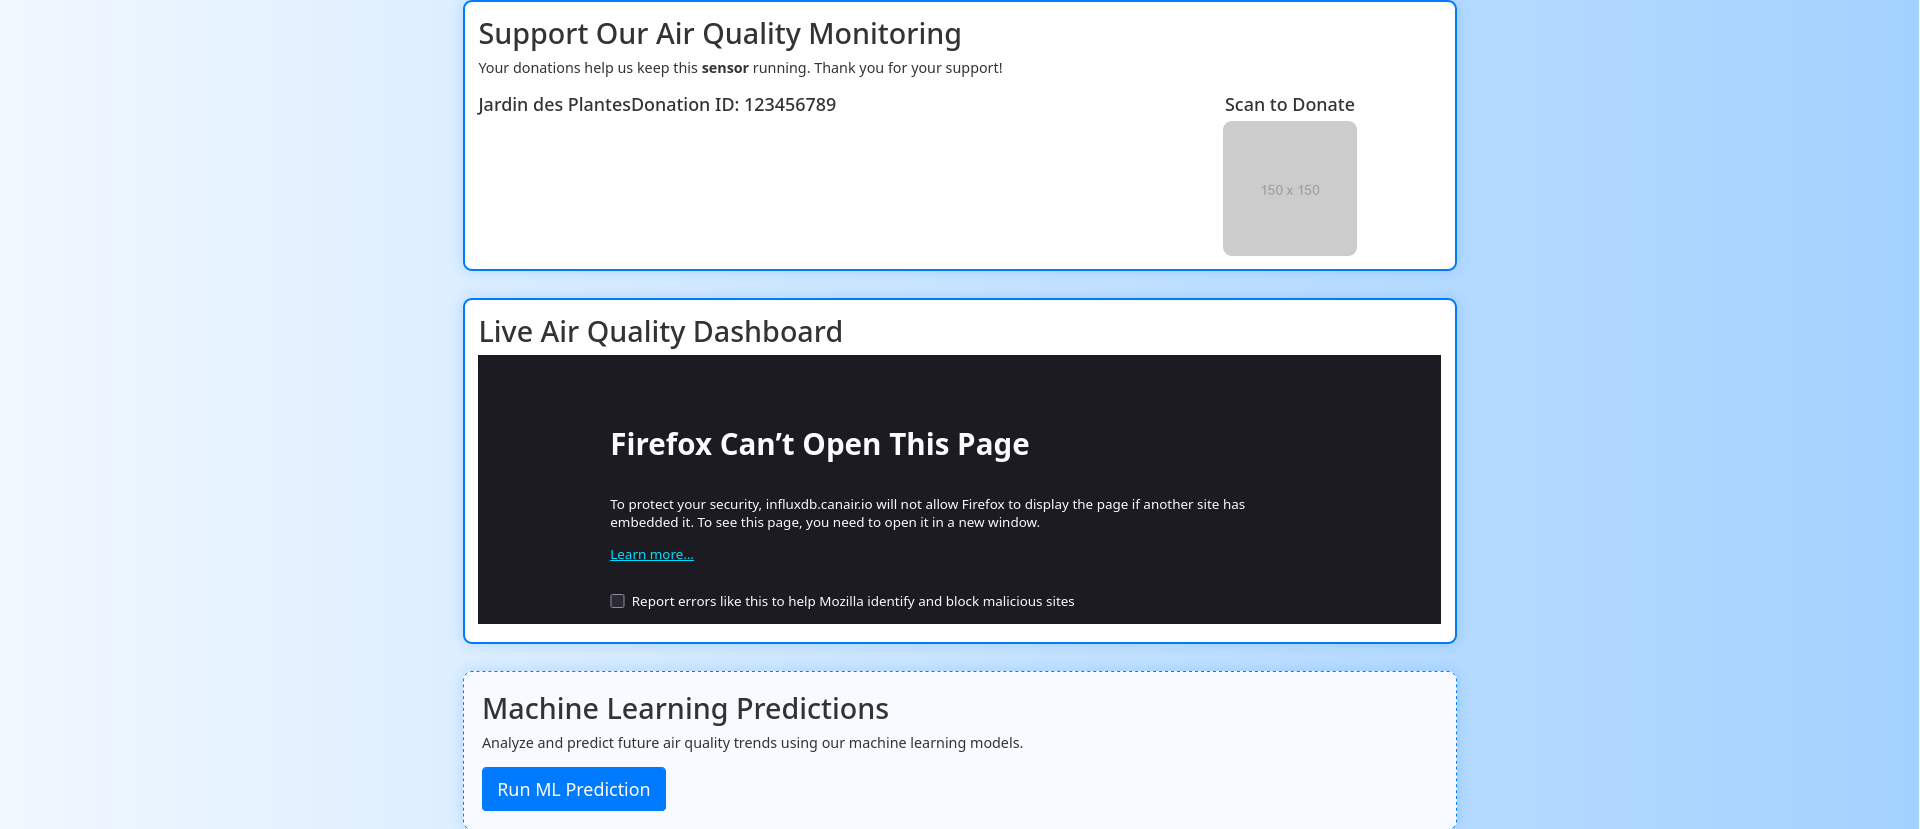 Support Our Air Quality Monitoring
Your donations help us keep this sensor running. Thank you for your support!
Jardin des PlantesDonation ID: 123456789
Scan to Donate
150 x 150
Live Air Quality Dashboard
Firefox Can’t Open This Page
To protect your security, influxdb.canair.io will not allow Firefox to display the page if another site has
embedded it. To see this page, you need to open it in a new window.
Learn more…
Report errors like this to help Mozilla identify and block malicious sites
Machine Learning Predictions
Analyze and predict future air quality trends using our machine learning models.
Run ML Prediction